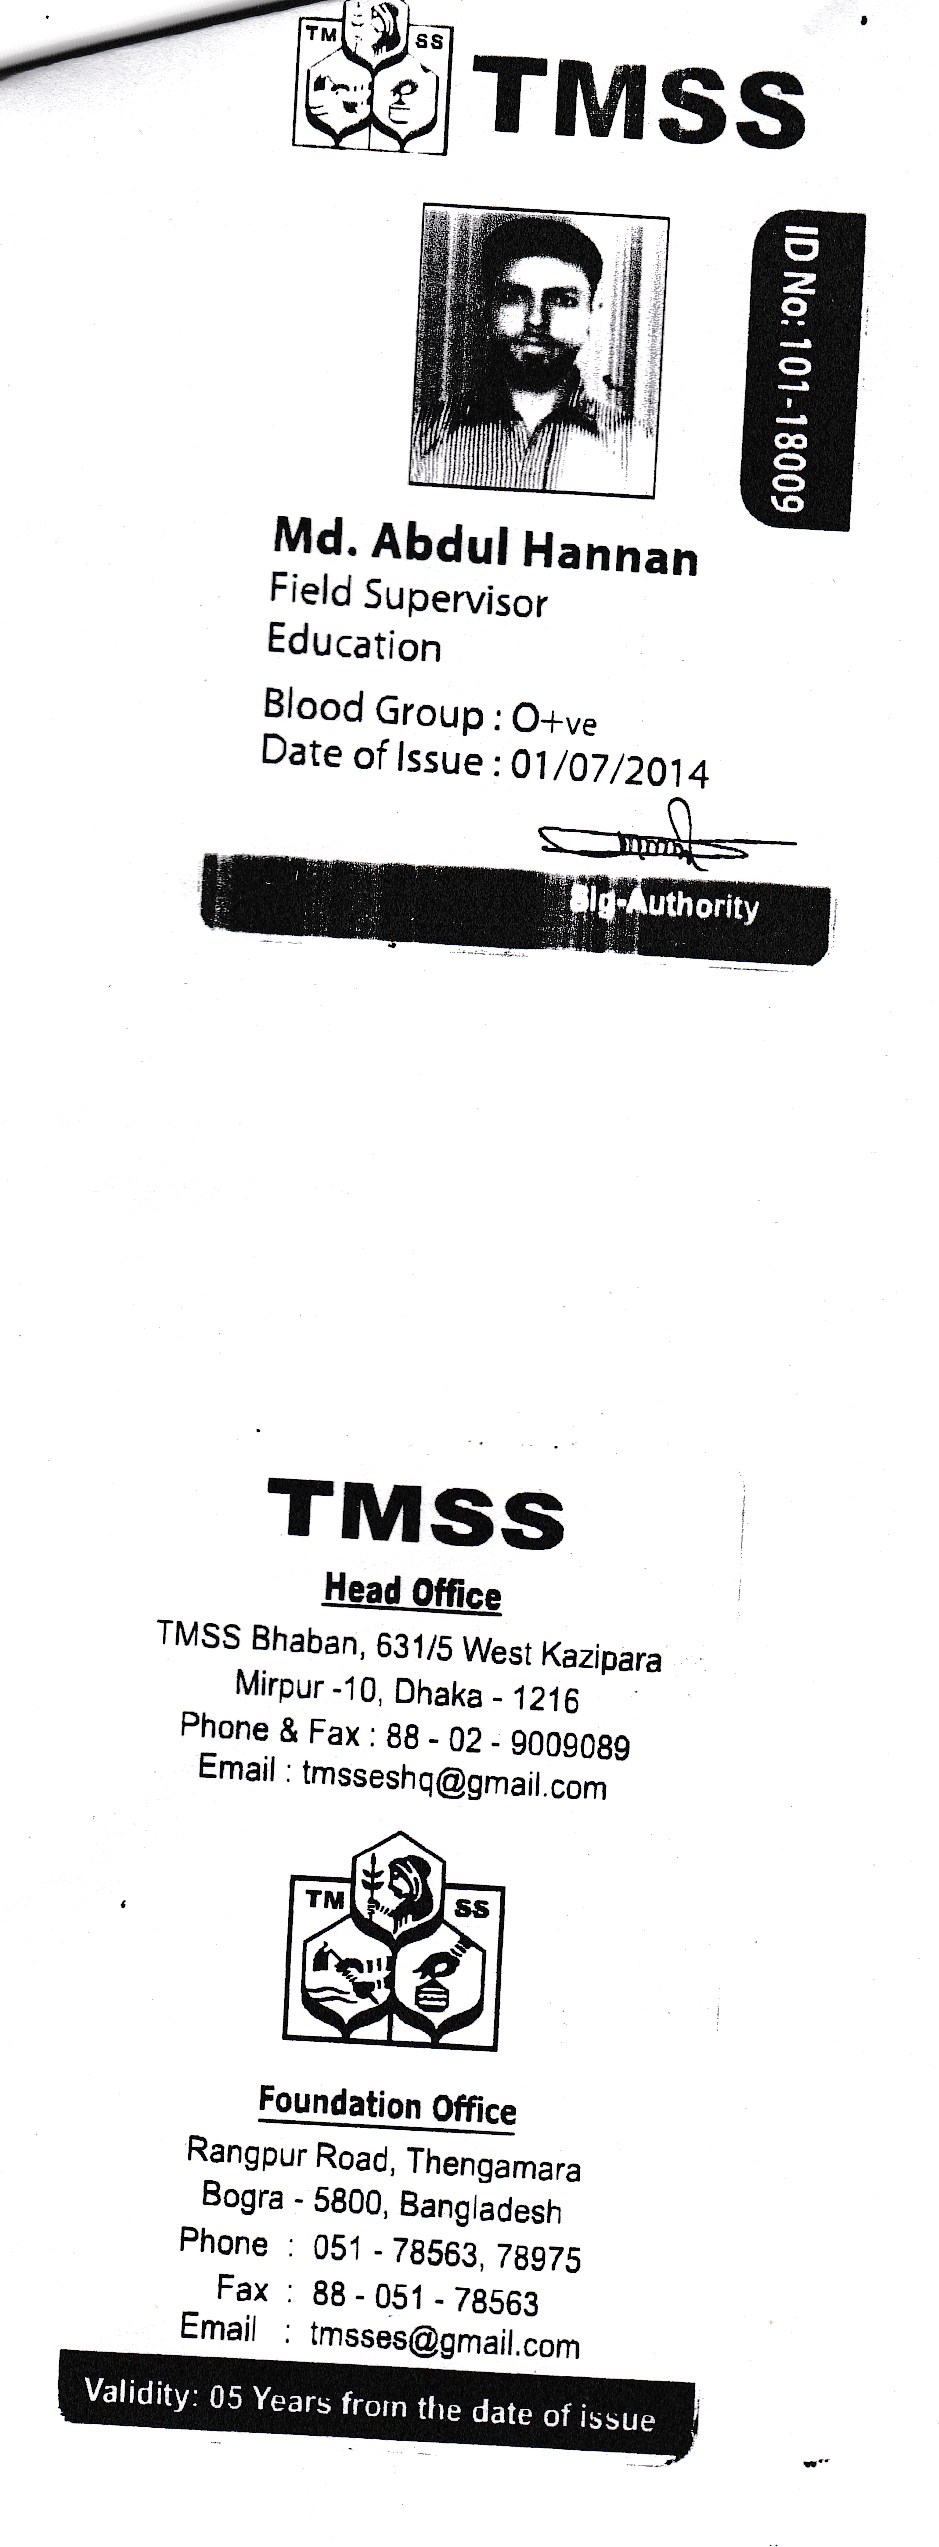 TM SS
TMSS
ID No: 101-18009
Md. Abdul Hannan
Field Supervisor
Education
Blood Group : O+ve
Date of Issue : 01/07/2014
Sig-Authority
TMSS
Head Office
TMSS Bhaban, 631/5 West Kazipara
Mirpur -10, Dhaka - 1216
Phone & Fax : 88 - 02 - 9009089
Email : tmsseshq@gmail.com
TM SS
Foundation Office
Rangpur Road, Thengamara
Bogra - 5800, Bangladesh
Phone : 051 - 78563, 78975
Fax : 88 - 051 - 78563
Email : tmsses@gmail.com
Validity: 05 Years from the date of issue